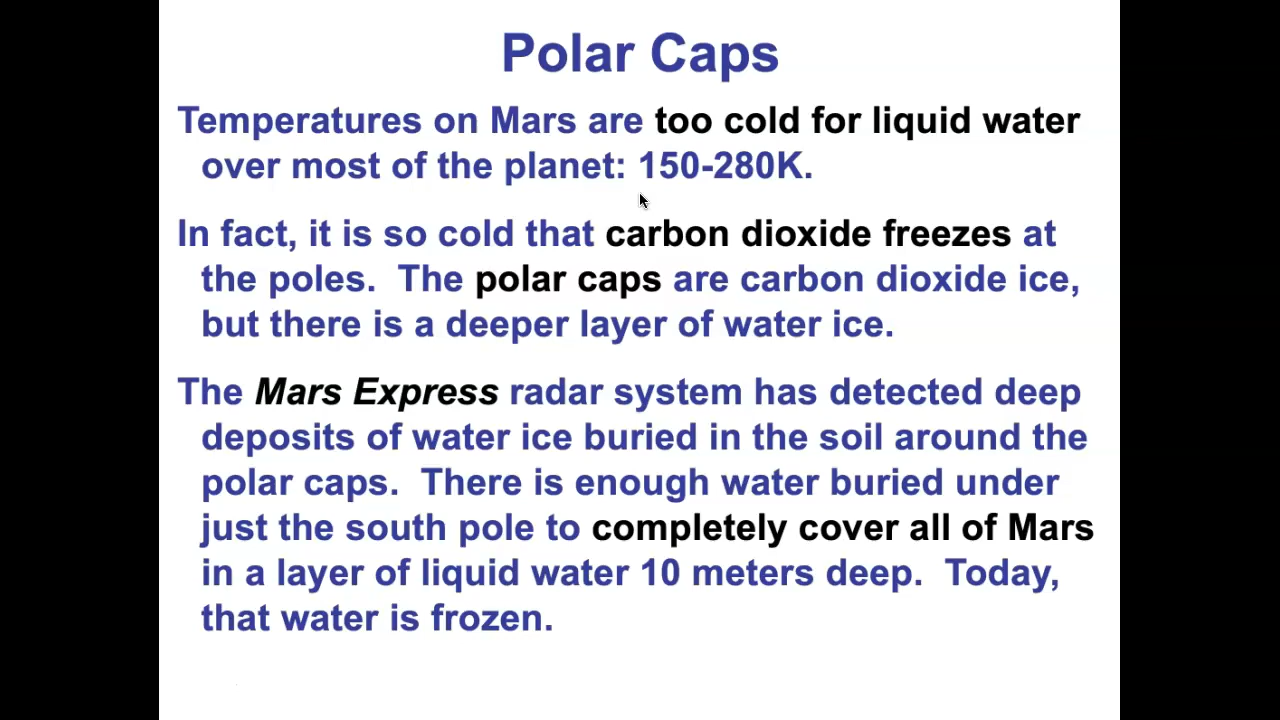 Polar Caps
Temperatures on Mars are too cold for liquid water
over most of the planet: 150-280K.
In fact, it is so cold that carbon dioxide freezes at
the poles.  The polar caps are carbon dioxide ice,
but there is a deeper layer of water ice.
The Mars Express radar system has detected deep
deposits of water ice buried in the soil around the
polar caps.  There is enough water buried under
just the south pole to completely cover all of Mars
in a layer of liquid water 10 meters deep.  Today,
that water is frozen.